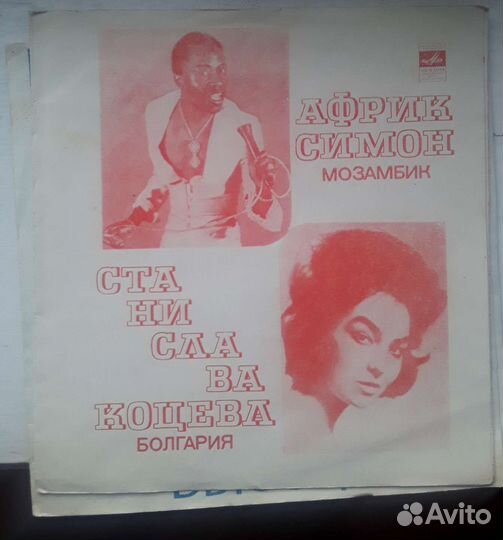 АФРИК
СИМОН
МОЗАМБИК
СТА
НИ
СЛА
ВА
КОЦЕВА
БОЛГАРИЯ
Avito